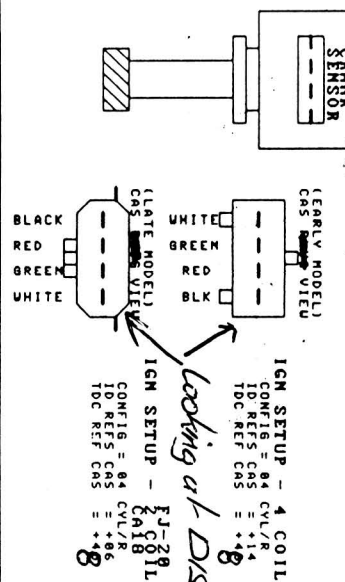 SENSOR
(EARLY MODEL)
CAS VIEW
WHITE
GREEN
RED
BLK
IGN SETUP - 4 COIL
CONFIG = 04 CYL/R
ID REFS CAS = +14
TDC REF CAS = +8
Looking at
(LATE MODEL)
CAS VIEW
BLACK
RED
GREEN
WHITE
FJ-20
IGN SETUP - 2 COIL
CA18
CONFIG = 04 CYL/R
ID REFS CAS = +06
TDC REF CAS = +8